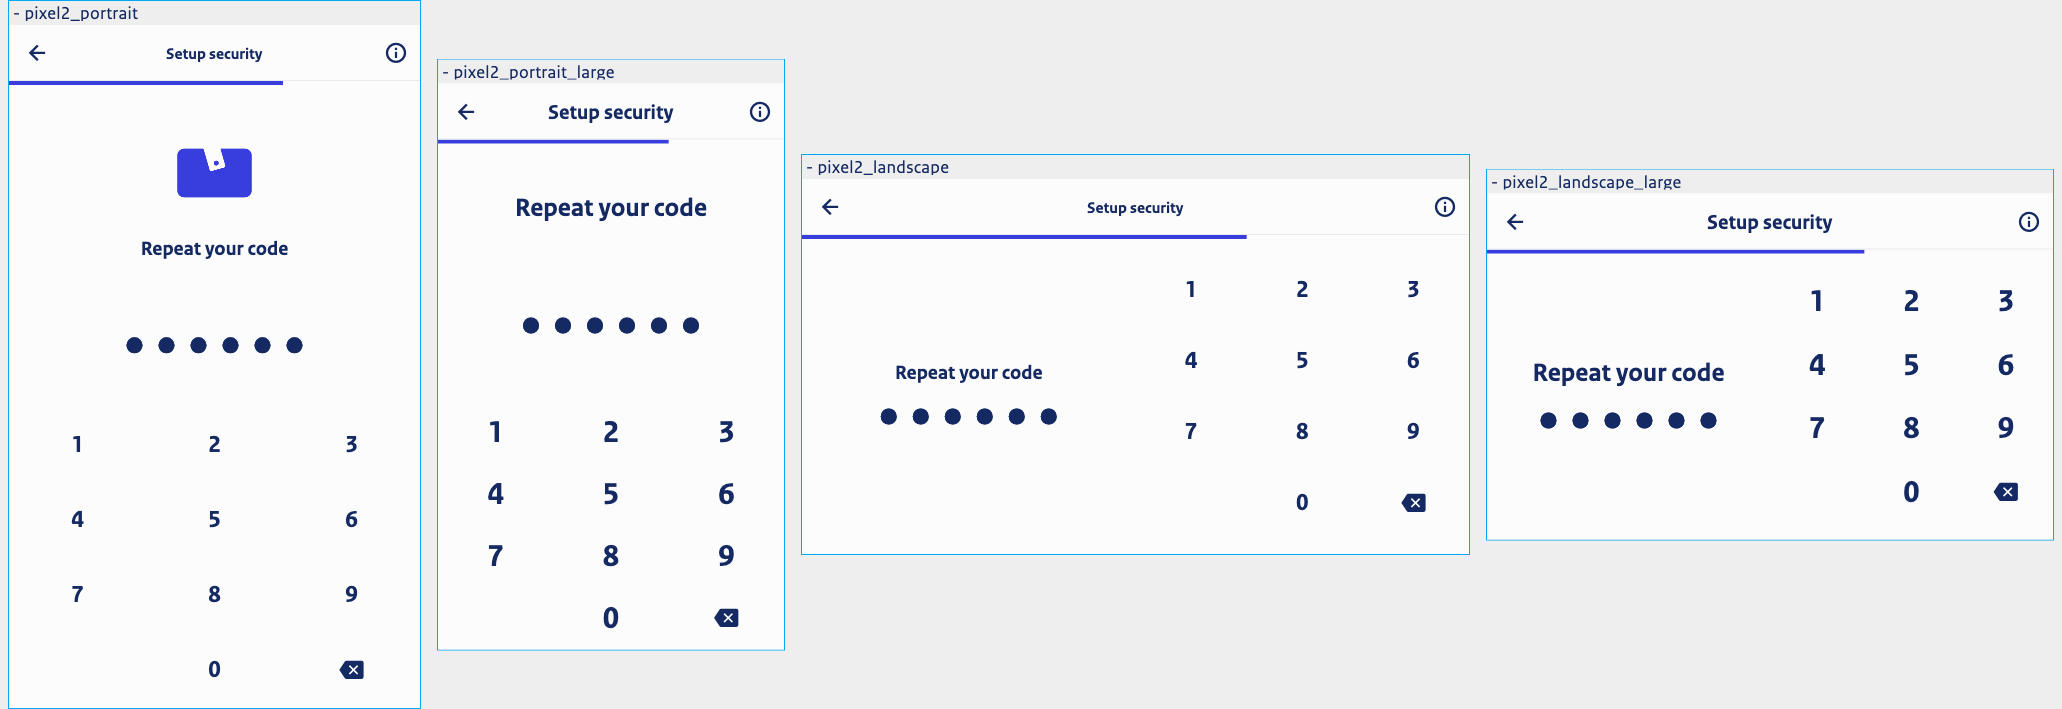 - pixel2_portrait
Setup security
Repeat your code
1 2 3
4 5 6
7 8 9
0
- pixel2_portrait_large
Setup security
Repeat your code
1 2 3
4 5 6
7 8 9
0
- pixel2_landscape
Setup security
Repeat your code
1 2 3
4 5 6
7 8 9
0
- pixel2_landscape_large
Setup security
Repeat your code
1 2 3
4 5 6
7 8 9
0